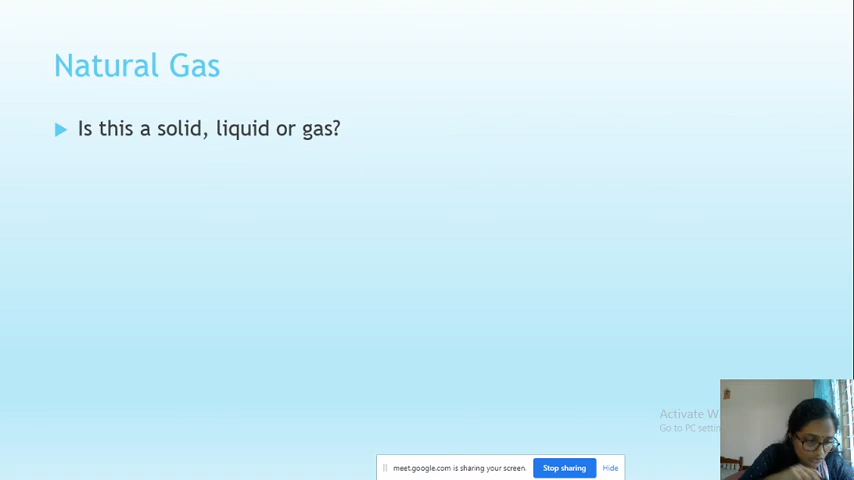 Natural Gas
Is this a solid, liquid or gas?
Activate W
Go to PC settin
meet.google.com is sharing your screen.
Stop sharing
Hide